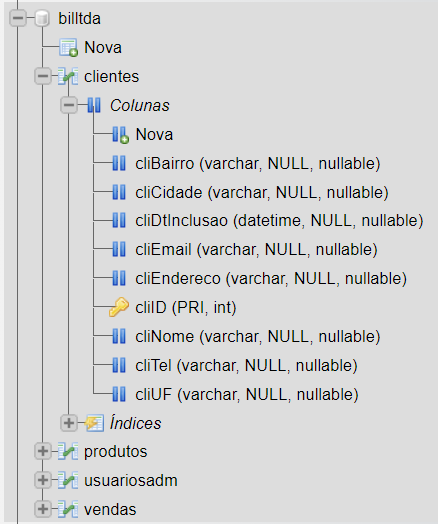 billtda
Nova
clientes
Colunas
Nova
cliBairro (varchar, NULL, nullable)
cliCidade (varchar, NULL, nullable)
cliDtInclusao (datetime, NULL, nullable)
cliEmail (varchar, NULL, nullable)
cliEndereco (varchar, NULL, nullable)
cliID (PRI, int)
cliNome (varchar, NULL, nullable)
cliTel (varchar, NULL, nullable)
cliUF (varchar, NULL, nullable)
Índices
produtos
usuariosadm
vendas